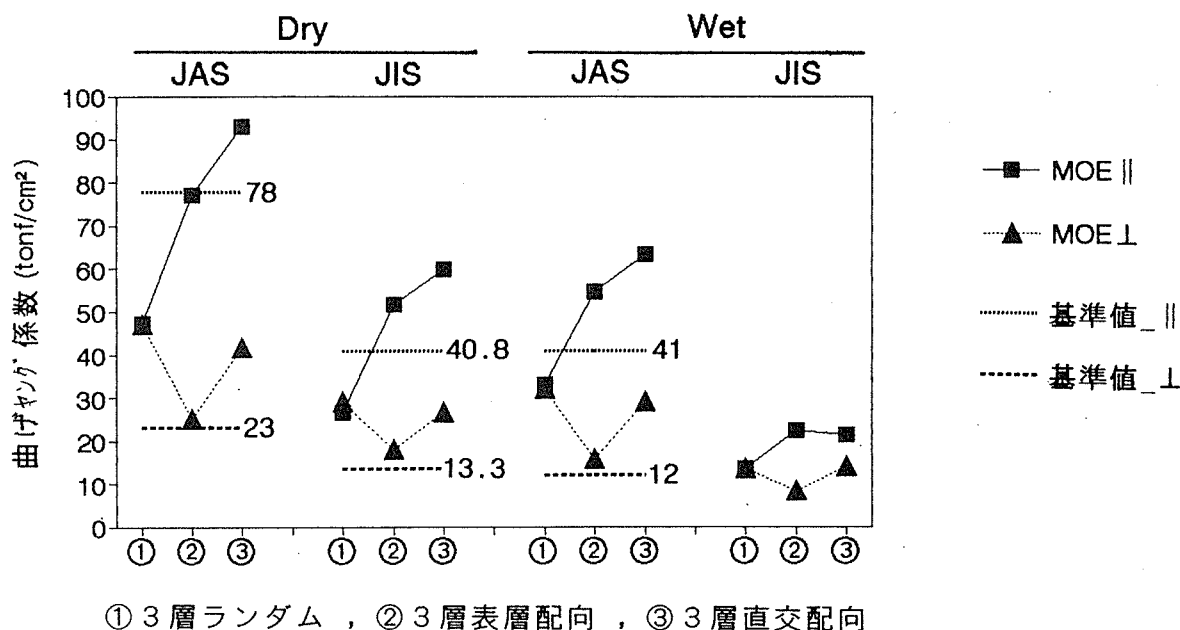 Dry Wet
JAS JIS JAS JIS
100
90
80
70
60
50
40
30
20
10
0
曲げヤング係数 (tonf/cm²)
78
23
40.8
13.3
41
12
① ② ③ ① ② ③ ① ② ③ ① ② ③
MOE∥
MOE⊥
基準値_∥
基準値_⊥
①3層ランダム , ②3層表層配向 , ③3層直交配向